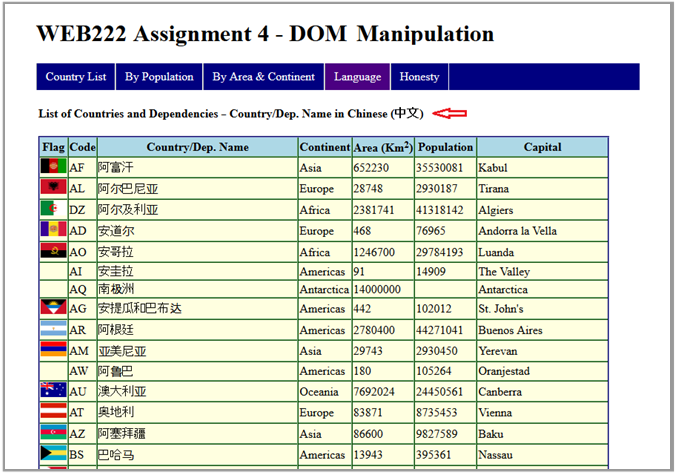 WEB222 Assignment 4 - DOM Manipulation
Country List By Population By Area & Continent Language Honesty
List of Countries and Dependencies - Country/Dep. Name in Chinese (中文)
Flag Code Country/Dep. Name Continent Area (Km2) Population Capital
AF 阿富汗 Asia 652230 35530081 Kabul
AL 阿尔巴尼亚 Europe 28748 2930187 Tirana
DZ 阿尔及利亚 Africa 2381741 41318142 Algiers
AD 安道尔 Europe 468 76965 Andorra la Vella
AO 安哥拉 Africa 1246700 29784193 Luanda
AI 安圭拉 Americas 91 14909 The Valley
AQ 南极洲 Antarctica 14000000 Antarctica
AG 安提瓜和巴布达 Americas 442 102012 St. John's
AR 阿根廷 Americas 2780400 44271041 Buenos Aires
AM 亚美尼亚 Asia 29743 2930450 Yerevan
AW 阿鲁巴 Americas 180 105264 Oranjestad
AU 澳大利亚 Oceania 7692024 24450561 Canberra
AT 奥地利 Europe 83871 8735453 Vienna
AZ 阿塞拜疆 Asia 86600 9827589 Baku
BS 巴哈马 Americas 13943 395361 Nassau